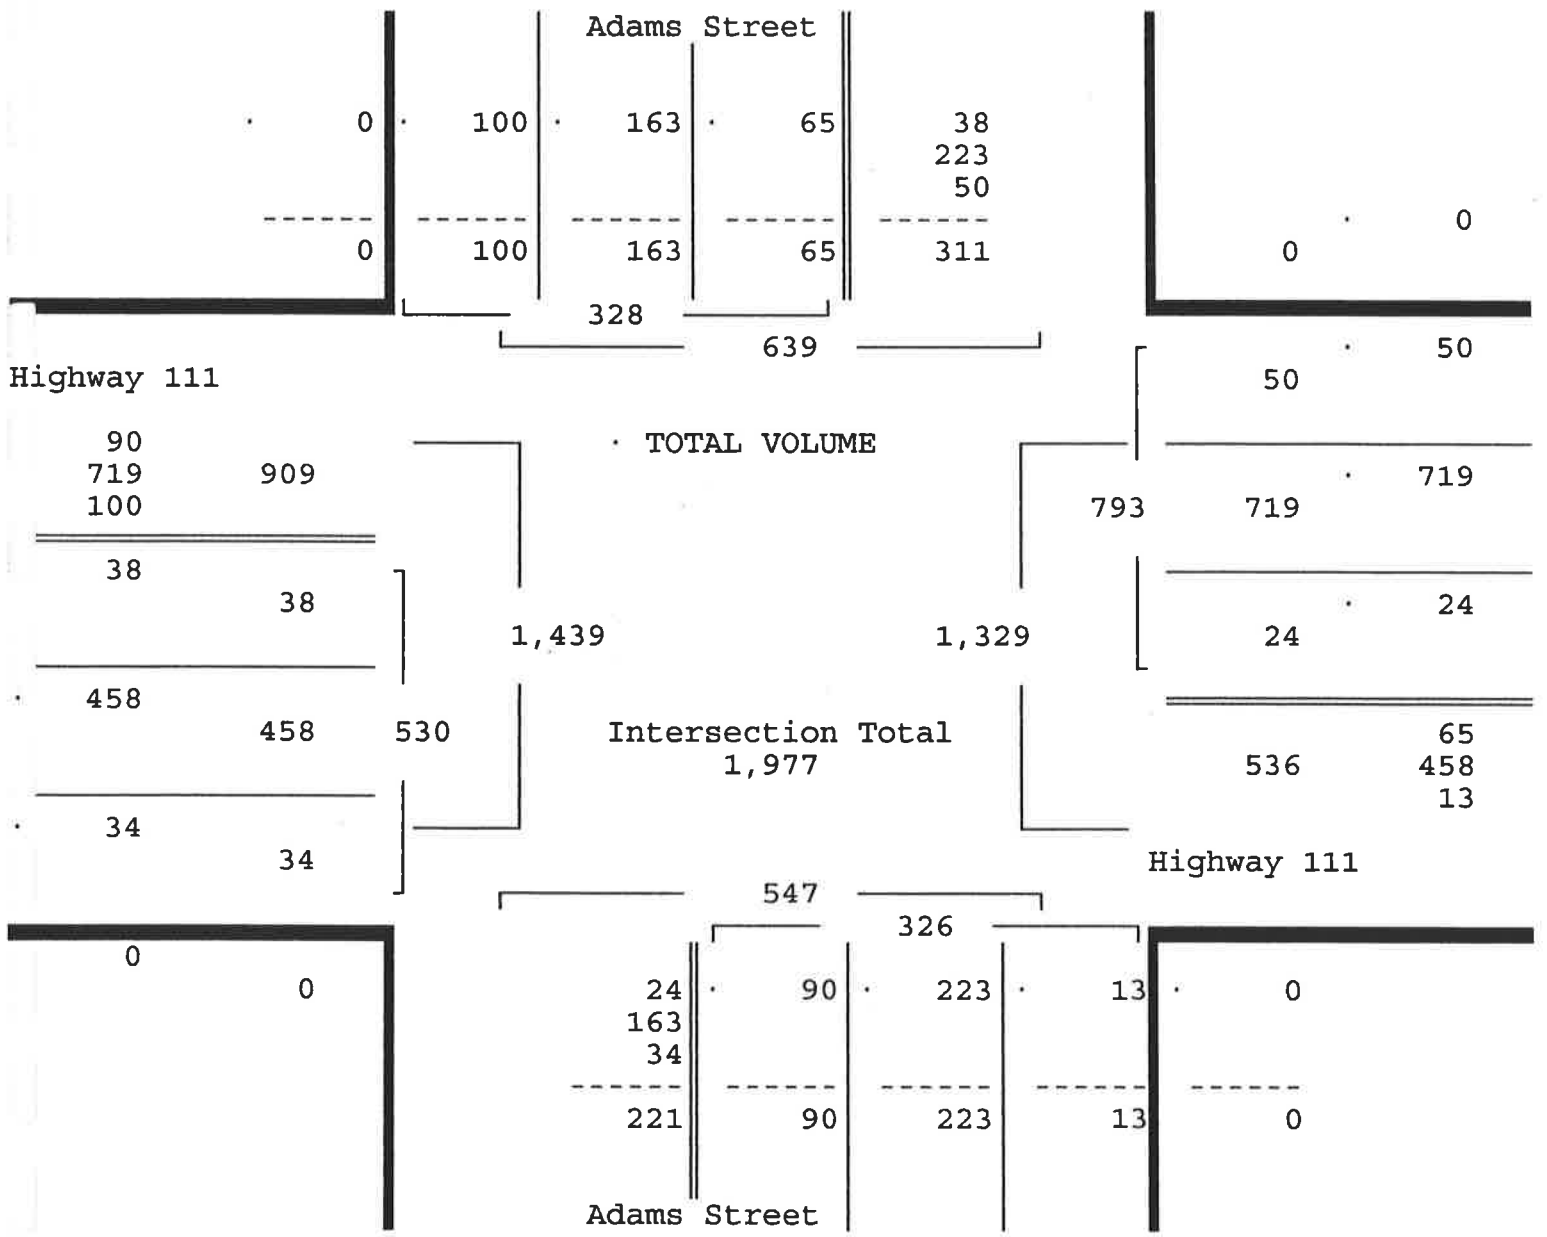 Adams Street
0 100 163 65 38
223
50
0
0 100 163 65 311 0
328
639 50
Highway 111 50
90 TOTAL VOLUME
719 909 719
100 793 719
38
38 24
1,439 1,329 24
458
458 530 Intersection Total 65
1,977 536 458
13
34
34 Highway 111
547
326
0
0 24 90 223 13 0
163
34
221 90 223 13 0
Adams Street